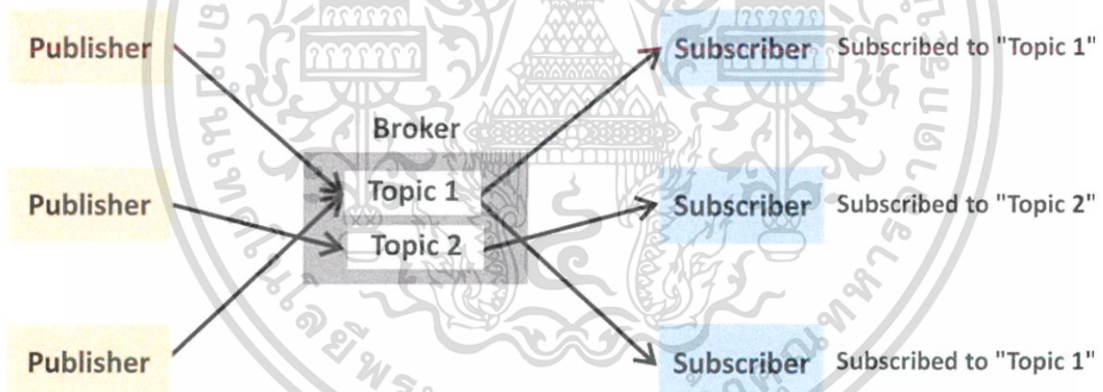 Publisher
Subscriber Subscribed to "Topic 1"
Broker
Topic 1
Publisher
Subscriber Subscribed to "Topic 2"
Topic 2
Publisher
Subscriber Subscribed to "Topic 1"